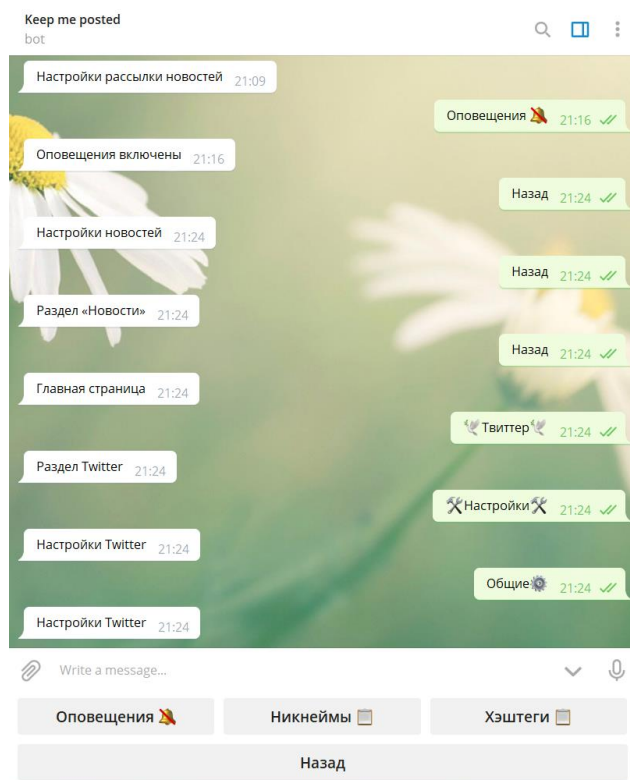 Keep me posted
bot
Настройки рассылки новостей 21:09
Оповещения 21:16
Оповещения включены 21:16
Назад 21:24
Настройки новостей 21:24
Назад 21:24
Раздел «Новости» 21:24
Назад 21:24
Главная страница 21:24
Твиттер 21:24
Раздел Twitter 21:24
Настройки 21:24
Настройки Twitter 21:24
Общие 21:24
Настройки Twitter 21:24
Write a message...
Оповещения Никнеймы Хэштеги
Назад